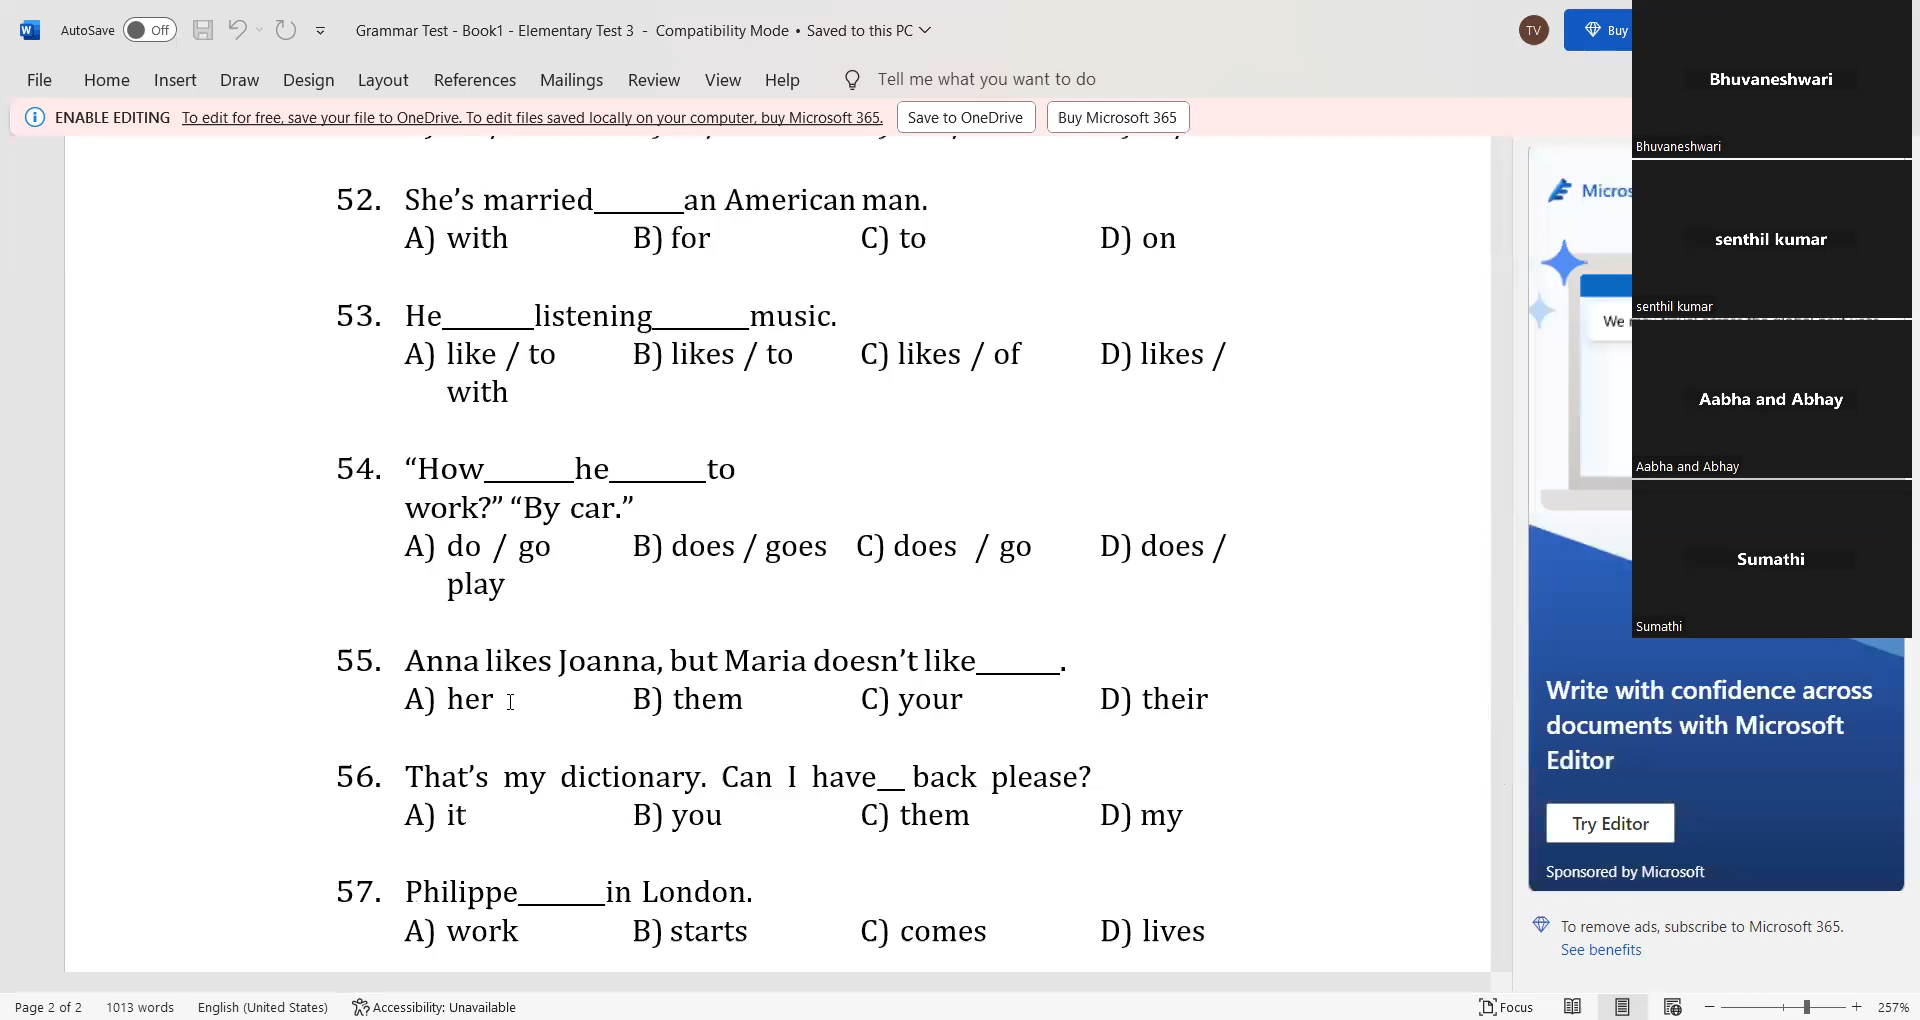 AutoSave Off Grammar Test - Book1 - Elementary Test 3 - Compatibility Mode • Saved to this PC TV Buy
File Home Insert Draw Design Layout References Mailings Review View Help Tell me what you want to do
ENABLE EDITING To edit for free, save your file to OneDrive. To edit files saved locally on your computer, buy Microsoft 365. Save to OneDrive Buy Microsoft 365
52. She’s married______an American man.
A) with B) for C) to D) on
53. He______listening______music.
A) like / to B) likes / to C) likes / of D) likes /
with
54. “How______he______to
work?” “By car.”
A) do / go B) does / goes C) does / go D) does /
play
55. Anna likes Joanna, but Maria doesn’t like______.
A) her B) them C) your D) their
56. That’s my dictionary. Can I have__ back please?
A) it B) you C) them D) my
57. Philippe______in London.
A) work B) starts C) comes D) lives
Bhuvaneshwari
Bhuvaneshwari
senthil kumar
senthil kumar
Aabha and Abhay
Aabha and Abhay
Sumathi
Sumathi
We
Write with confidence across
documents with Microsoft
Editor
Try Editor
Sponsored by Microsoft
To remove ads, subscribe to Microsoft 365.
See benefits
Page 2 of 2 1013 words English (United States) Accessibility: Unavailable Focus 257%